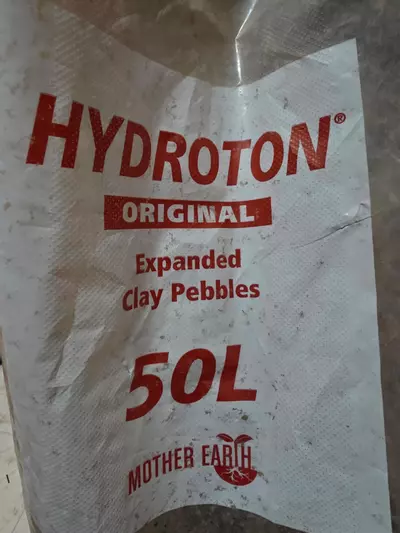 HYDROTON®
ORIGINAL
Expanded
Clay Pebbles
50L
MOTHER EARTH